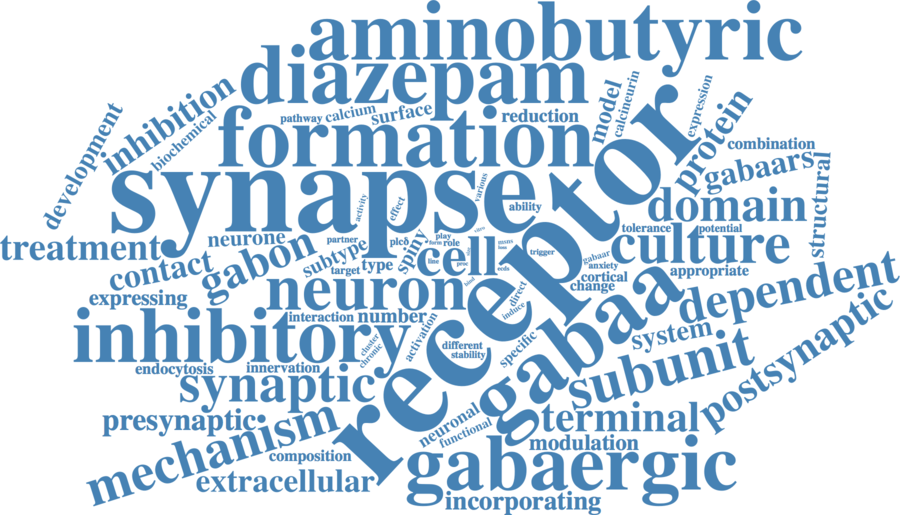 aminobutyric
diazepam
formation
synapse
receptor
inhibition
development
biochemical
pathway
calcium
surface
reduction
model
calcineurin
expression
protein
combination
gabaars
structural
domain
tolerance
potential
culture
treatment
neurone
contact
gabon
expressing
subtype
partner
target
type
spiny
plcδ
activity
effect
various
ability
play
role
form
cell
trigger
gabaar
anxiety
cortical
change
appropriate
direct
induce
neuron
interaction
number
inhibitory
cluster
chronic
activation
different
stability
specific
gabaa
dependent
system
subunit
postsynaptic
endocytosis
innervation
synaptic
presynaptic
mechanism
composition
extracellular
neuronal
functional
terminal
modulation
gabaergic
incorporating